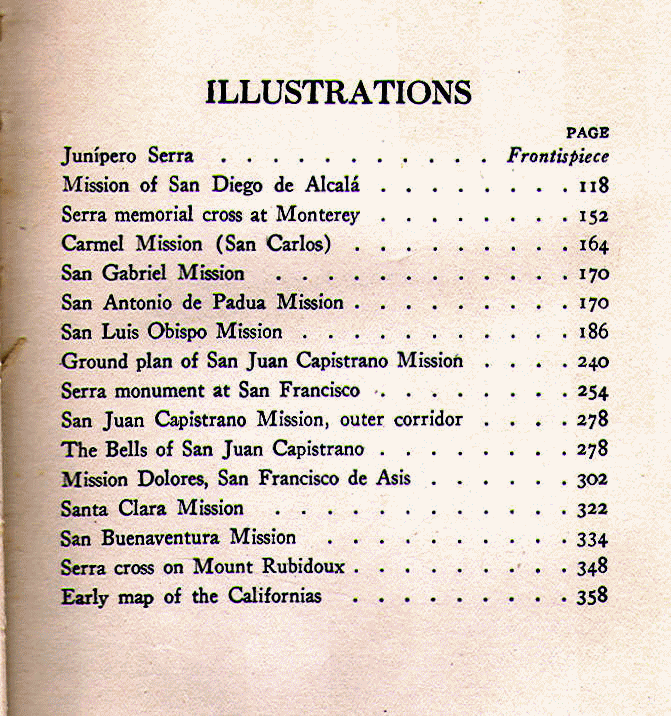 ILLUSTRATIONS
PAGE
Junípero Serra . . . . . . . . . . . Frontispiece
Mission of San Diego de Alcalá . . . . . . . . 118
Serra memorial cross at Monterey . . . . . . . . 152
Carmel Mission (San Carlos) . . . . . . . . . 164
San Gabriel Mission . . . . . . . . . . . . 170
San Antonio de Padua Mission . . . . . . . . . 170
San Luis Obispo Mission . . . . . . . . . . . 186
Ground plan of San Juan Capistrano Mission . . . . 240
Serra monument at San Francisco . . . . . . . . 254
San Juan Capistrano Mission, outer corridor . . . . 278
The Bells of San Juan Capistrano . . . . . . . . 278
Mission Dolores, San Francisco de Asis . . . . . . 302
Santa Clara Mission . . . . . . . . . . . . 322
San Buenaventura Mission . . . . . . . . . . 334
Serra cross on Mount Rubidoux . . . . . . . . . 348
Early map of the Californias . . . . . . . . . 358